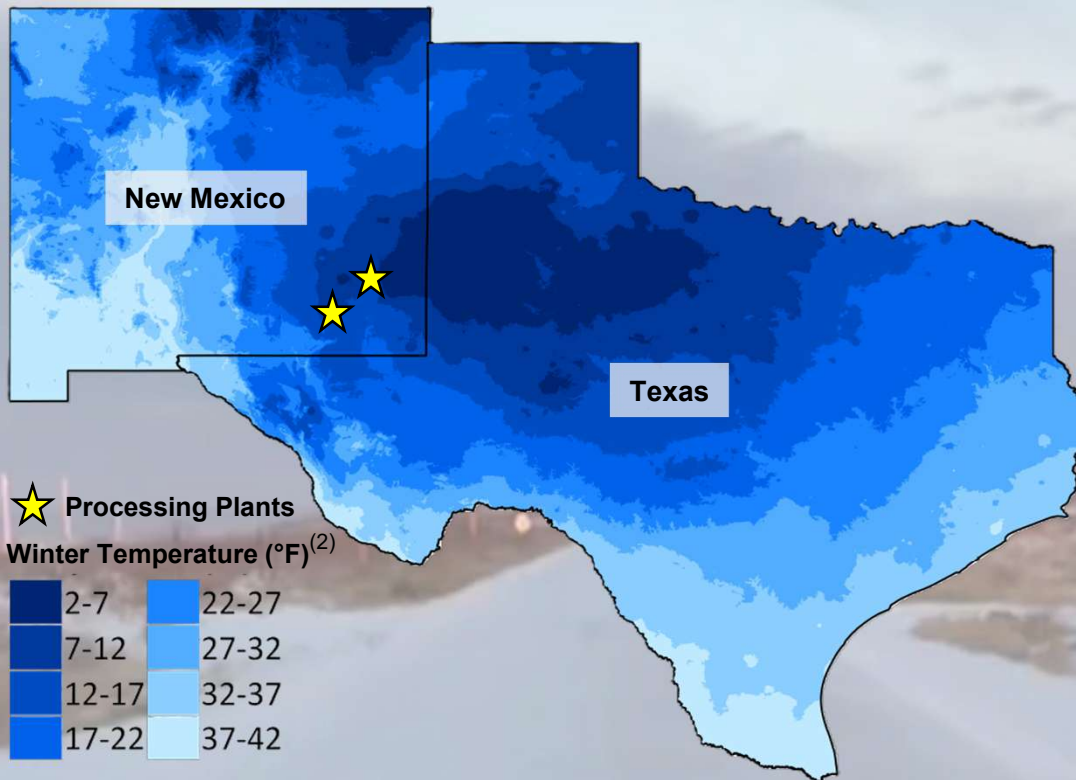 New Mexico
Texas
Processing Plants
Winter Temperature (°F)(2)
2-7 22-27
7-12 27-32
12-17 32-37
17-22 37-42